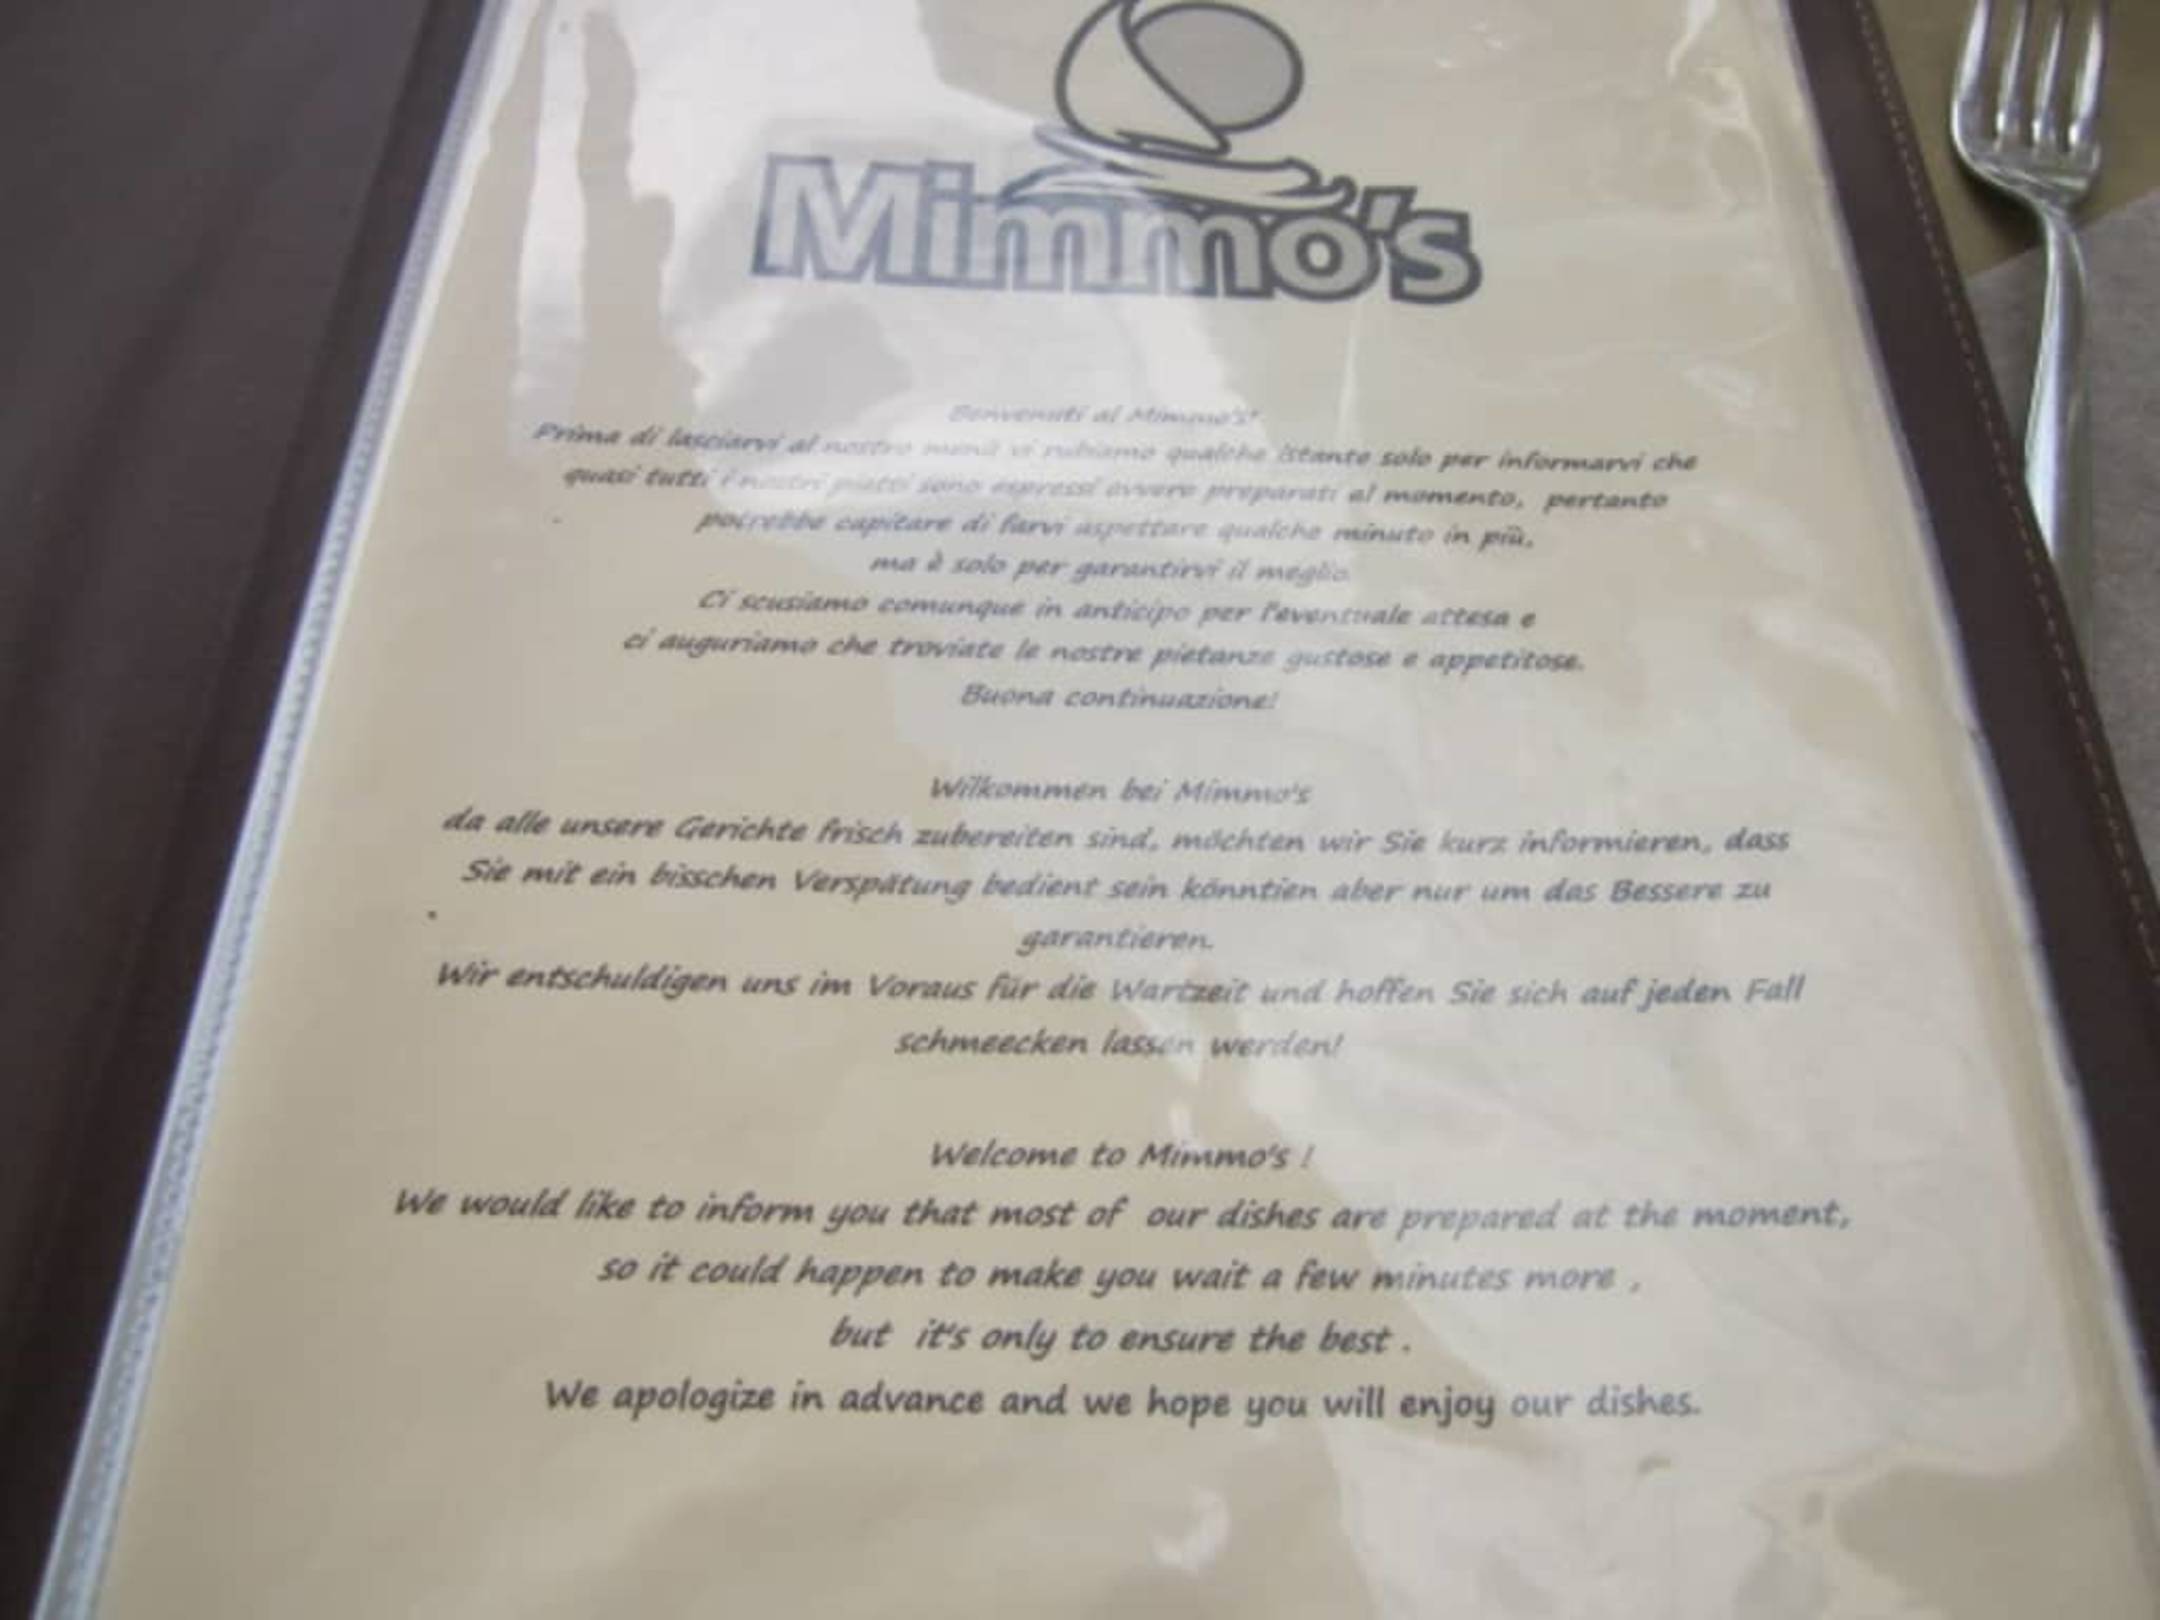 Mimmo's
Benvenuti al Mimmo's!
Prima di lasciarvi al nostro menù vi rubiamo qualche istante solo per informarvi che
quasi tutti i nostri piatti sono espressi ovvero preparati al momento, pertanto
potrebbe capitare di farvi aspettare qualche minuto in più,
ma è solo per garantirvi il meglio.
Ci scusiamo comunque in anticipo per l'eventuale attesa e
ci auguriamo che troviate le nostre pietanze gustose e appetitose.
Buona continuazione!
Wilkommen bei Mimmo's
da alle unsere Gerichte frisch zubereiten sind, möchten wir Sie kurz informieren, dass
Sie mit ein bisschen Verspätung bedient sein könntien aber nur um das Bessere zu
garantieren.
Wir entschuldigen uns im Voraus für die Wartzeit und hoffen Sie sich auf jeden Fall
schmeecken lassen werden!
Welcome to Mimmo's !
We would like to inform you that most of our dishes are prepared at the moment,
so it could happen to make you wait a few minutes more ,
but it's only to ensure the best .
We apologize in advance and we hope you will enjoy our dishes.